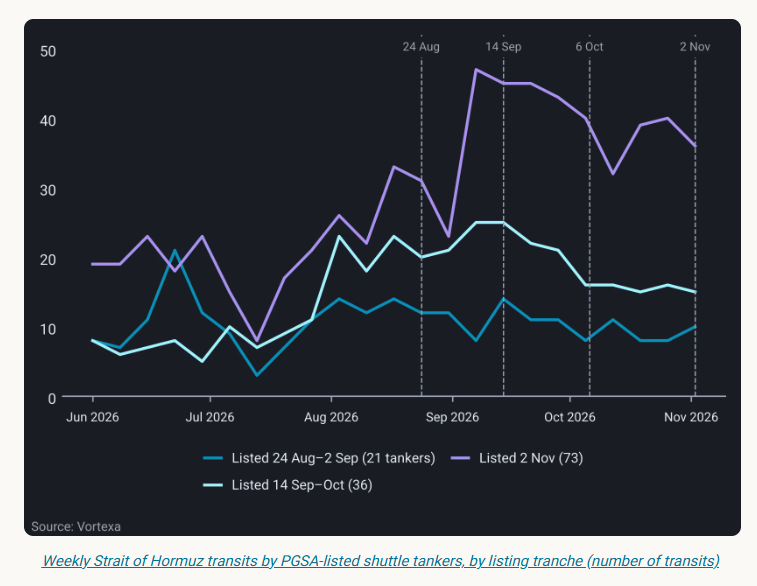 24 Aug 14 Sep 6 Oct 2 Nov
50
40
30
20
10
0
Jun 2026 Jul 2026 Aug 2026 Sep 2026 Oct 2026 Nov 2026
Listed 24 Aug–2 Sep (21 tankers) Listed 2 Nov (73)
Listed 14 Sep–Oct (36)
Source: Vortexa
Weekly Strait of Hormuz transits by PGSA-listed shuttle tankers, by listing tranche (number of transits)